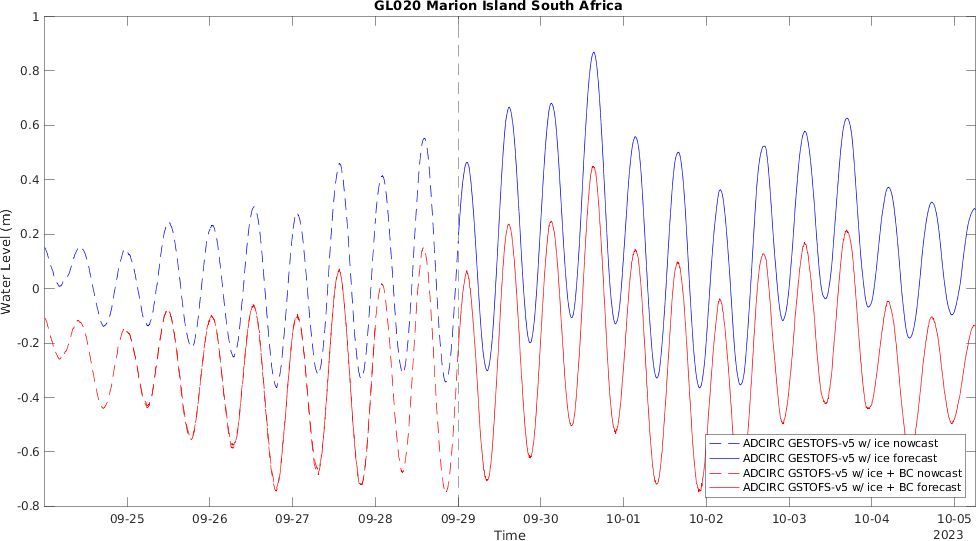 GL020 Marion Island South Africa
1
0.8
0.6
0.4
0.2
0
-0.2
-0.4
-0.6
-0.8
Water Level (m)
ADCIRC GESTOFS-v5 w/ ice nowcast
ADCIRC GESTOFS-v5 w/ ice forecast
ADCIRC GSTOFS-v5 w/ ice + BC nowcast
ADCIRC GSTOFS-v5 w/ ice + BC forecast
09-25 09-26 09-27 09-28 09-29 09-30 10-01 10-02 10-03 10-04 10-05
Time
2023